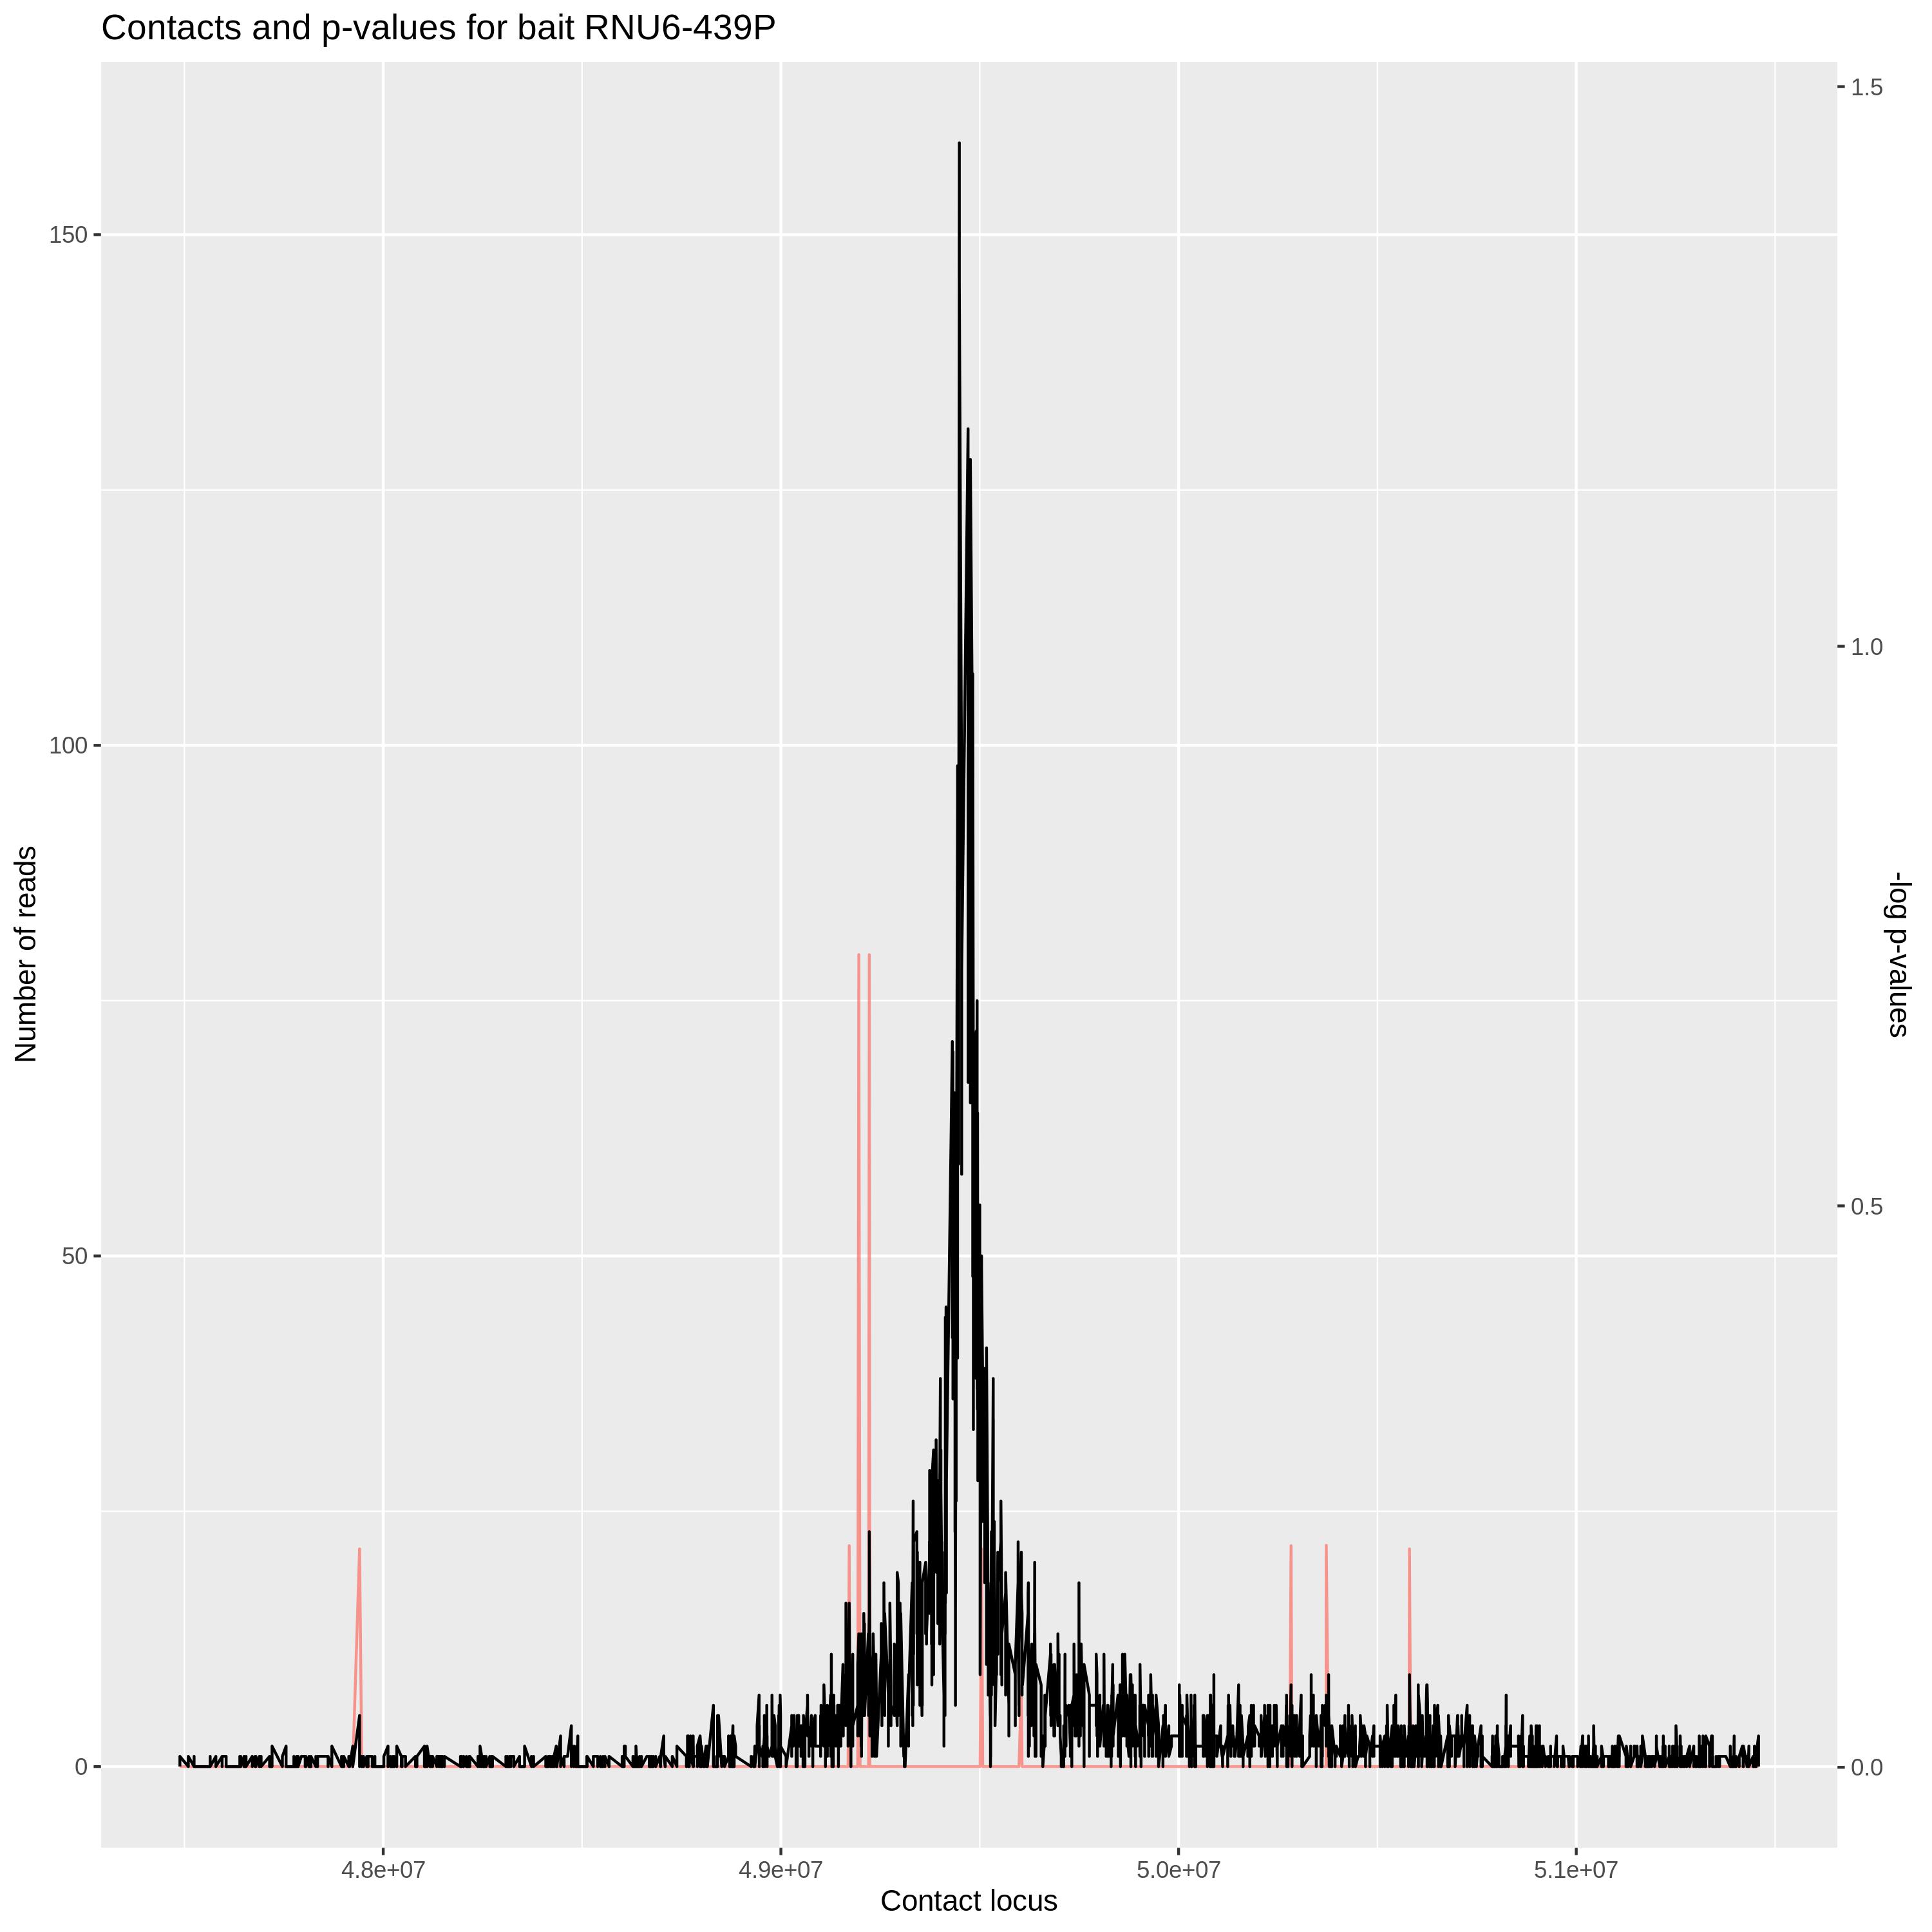 Contacts and p-values for bait RNU6-439P
150
100
50
0
Number of reads
1.5
1.0
0.5
0.0
-log p-values
4.8e+07
4.9e+07
5.0e+07
5.1e+07
Contact locus